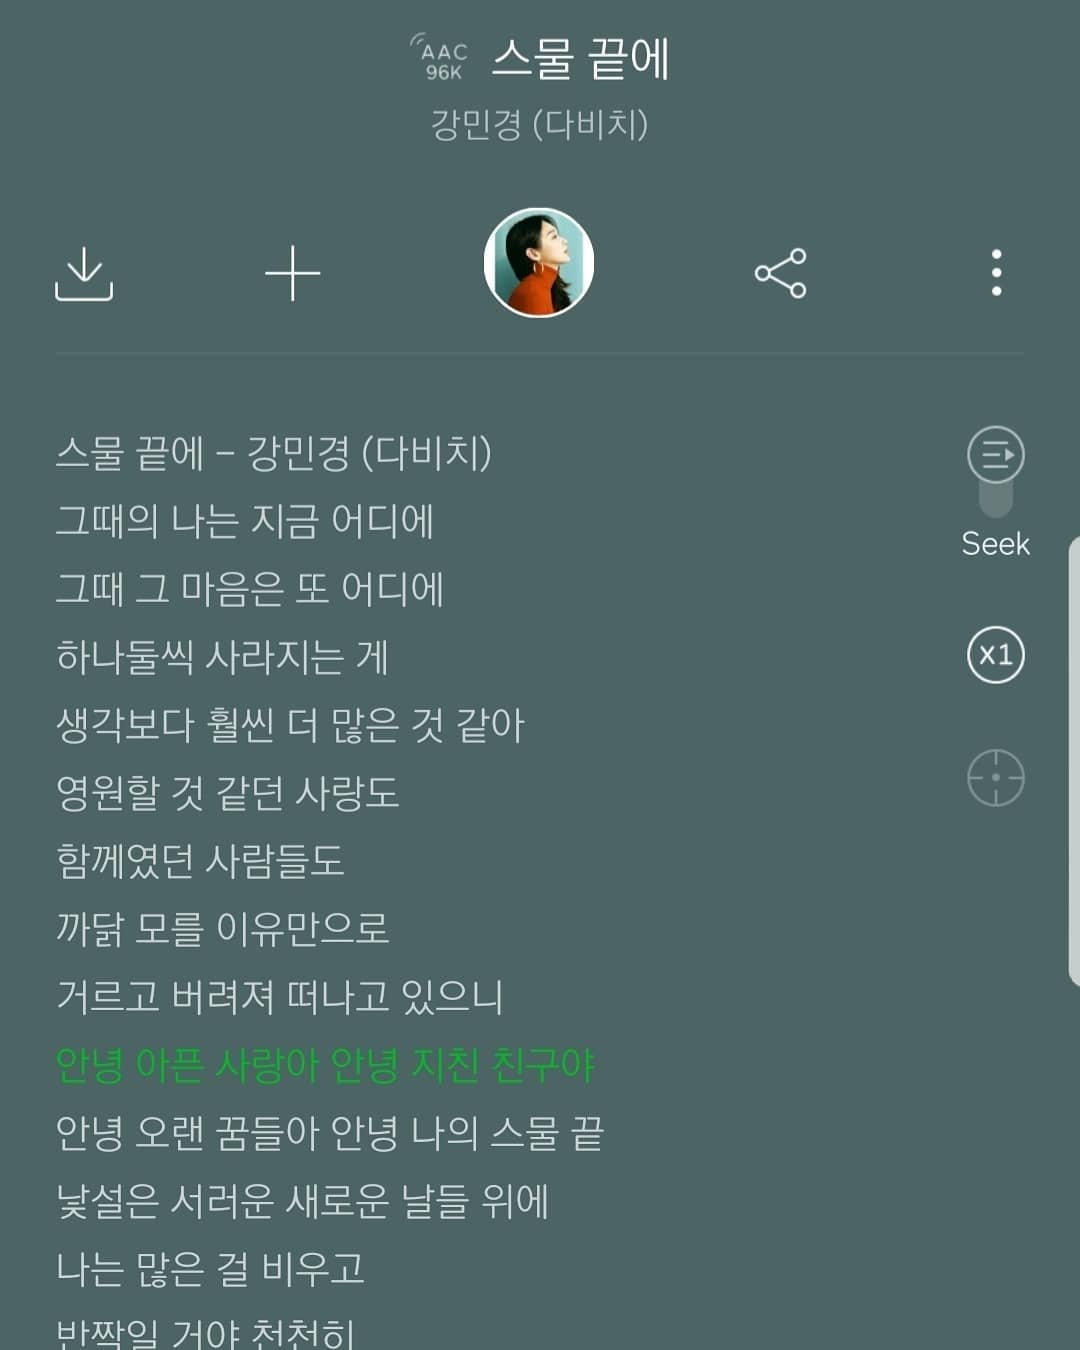 AAC
96K
스물 끝에
강민경 (다비치)
스물 끝에 – 강민경 (다비치)
그때의 나는 지금 어디에
그때 그 마음은 또 어디에
하나둘씩 사라지는 게
생각보다 훨씬 더 많은 것 같아
영원할 것 같던 사랑도
함께였던 사람들도
까닭 모를 이유만으로
거르고 버려져 떠나고 있으니
안녕 아픈 사랑아 안녕 지친 친구야
안녕 오랜 꿈들아 안녕 나의 스물 끝
낯설은 서러운 새로운 날들 위에
나는 많은 걸 비우고
반짝일 거야 천천히
Seek
X1